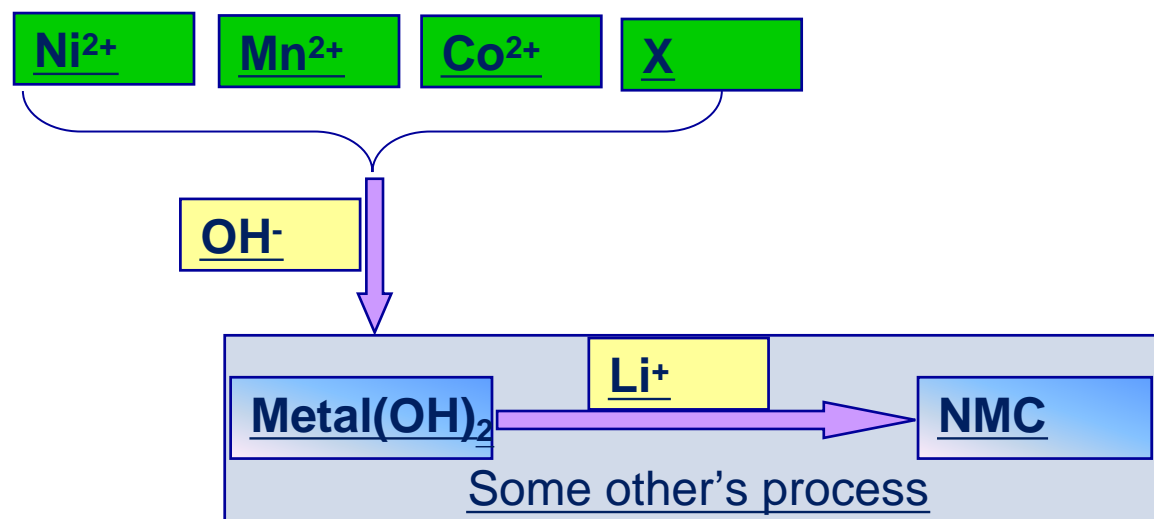 Ni²⁺ Mn²⁺ Co²⁺ X
OH⁻
Li⁺
Metal(OH)₂ NMC
Some other's process